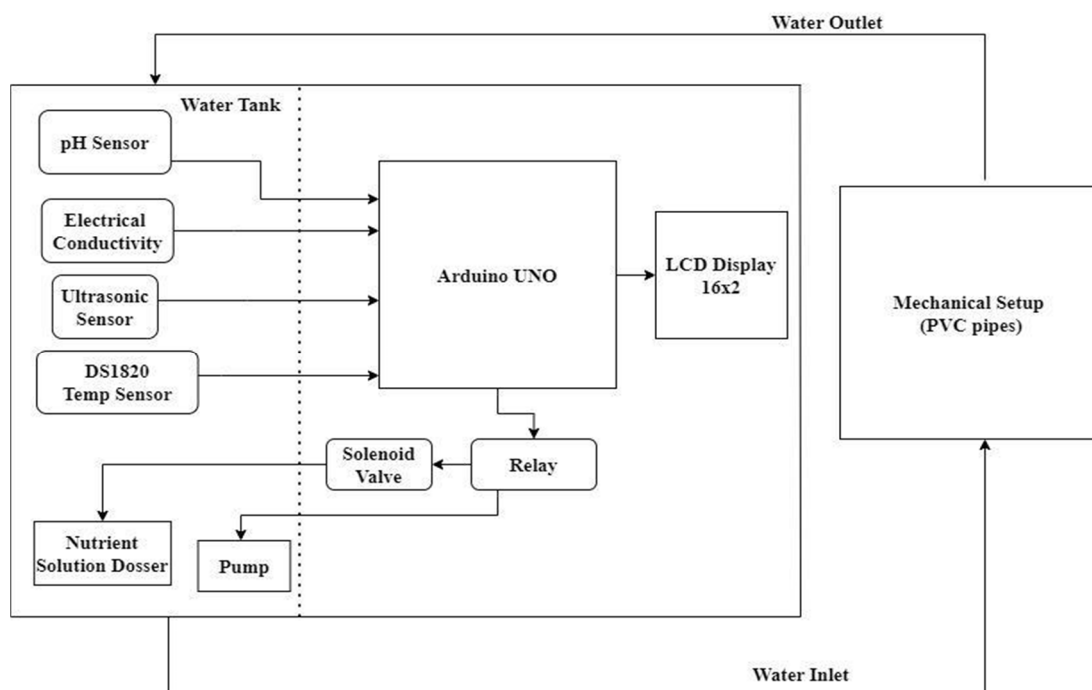 Water Outlet
Water Tank
pH Sensor
Electrical
Conductivity
Ultrasonic
Sensor
DS1820
Temp Sensor
Arduino UNO
LCD Display
16x2
Mechanical Setup
(PVC pipes)
Solenoid
Valve
Relay
Nutrient
Solution Dosser
Pump
Water Inlet